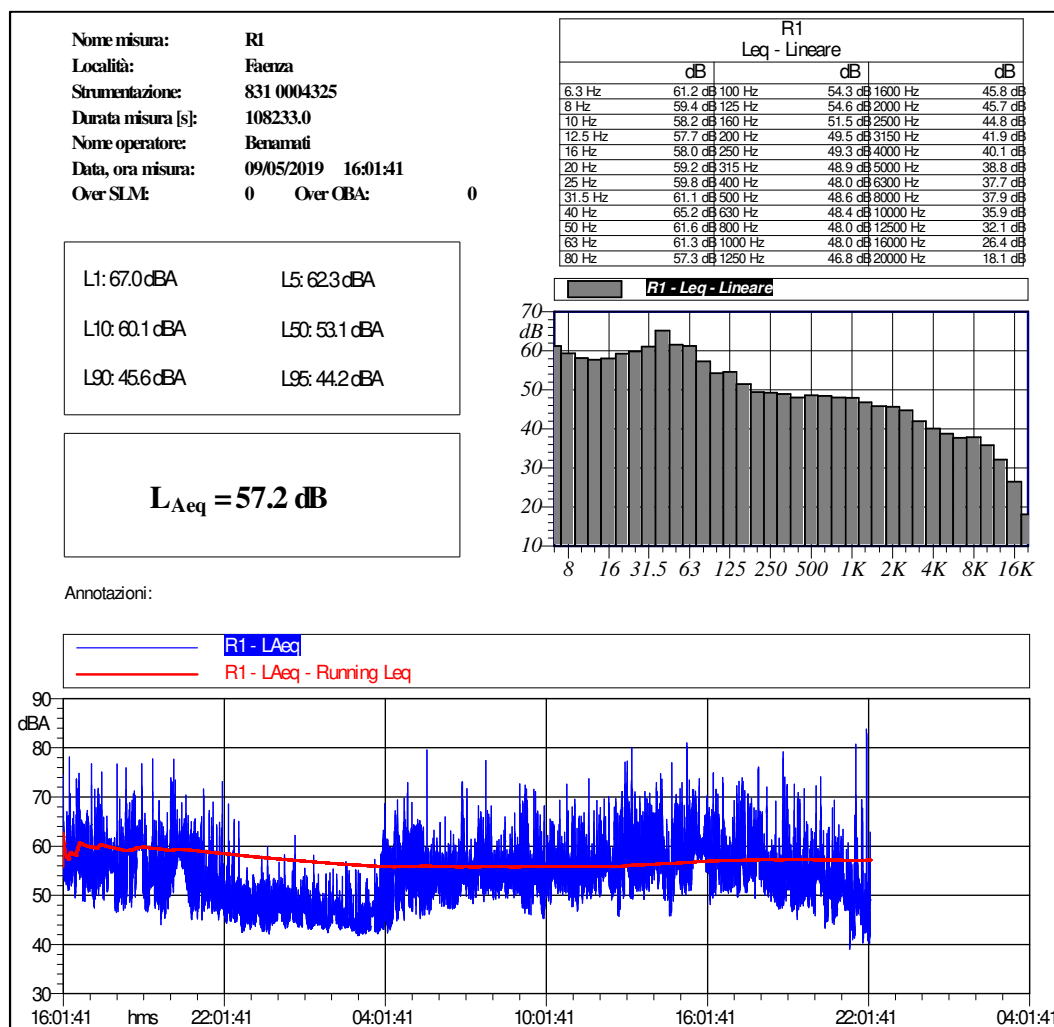 Nome misura: R1
Località: Faenza
Strumentazione: 831 0004325
Durata misura [s]: 108233.0
Nome operatore: Benamati
Data, ora misura: 09/05/2019 16:01:41
Over SLM: 0 Over OBA: 0
R1
Leq - Lineare
dB dB dB
6.3 Hz 61.2 dB 100 Hz 54.3 dB 1600 Hz 45.8 dB
8 Hz 59.4 dB 125 Hz 54.6 dB 2000 Hz 45.7 dB
10 Hz 58.2 dB 160 Hz 51.5 dB 2500 Hz 44.8 dB
12.5 Hz 57.7 dB 200 Hz 49.5 dB 3150 Hz 41.9 dB
16 Hz 58.0 dB 250 Hz 49.3 dB 4000 Hz 40.1 dB
20 Hz 59.2 dB 315 Hz 48.9 dB 5000 Hz 38.8 dB
25 Hz 59.8 dB 400 Hz 48.0 dB 6300 Hz 37.7 dB
31.5 Hz 61.1 dB 500 Hz 48.6 dB 8000 Hz 37.9 dB
40 Hz 65.2 dB 630 Hz 48.4 dB 10000 Hz 35.9 dB
50 Hz 61.6 dB 800 Hz 48.0 dB 12500 Hz 32.1 dB
63 Hz 61.3 dB 1000 Hz 48.0 dB 16000 Hz 26.4 dB
80 Hz 57.3 dB 1250 Hz 46.8 dB 20000 Hz 18.1 dB
L1: 67.0 dBA L5: 62.3 dBA
L10: 60.1 dBA L50: 53.1 dBA
L90: 45.6 dBA L95: 44.2 dBA
LAeq = 57.2 dB
R1 - Leq - Lineare
70
dB
60
50
40
30
20
10
8 16 31.5 63 125 250 500 1K 2K 4K 8K 16K
Annotazioni:
R1 - LAeq
R1 - LAeq - Running Leq
90
dBA
80
70
60
50
40
30
16:01:41 hms 22:01:41 04:01:41 10:01:41 16:01:41 22:01:41 04:01:41